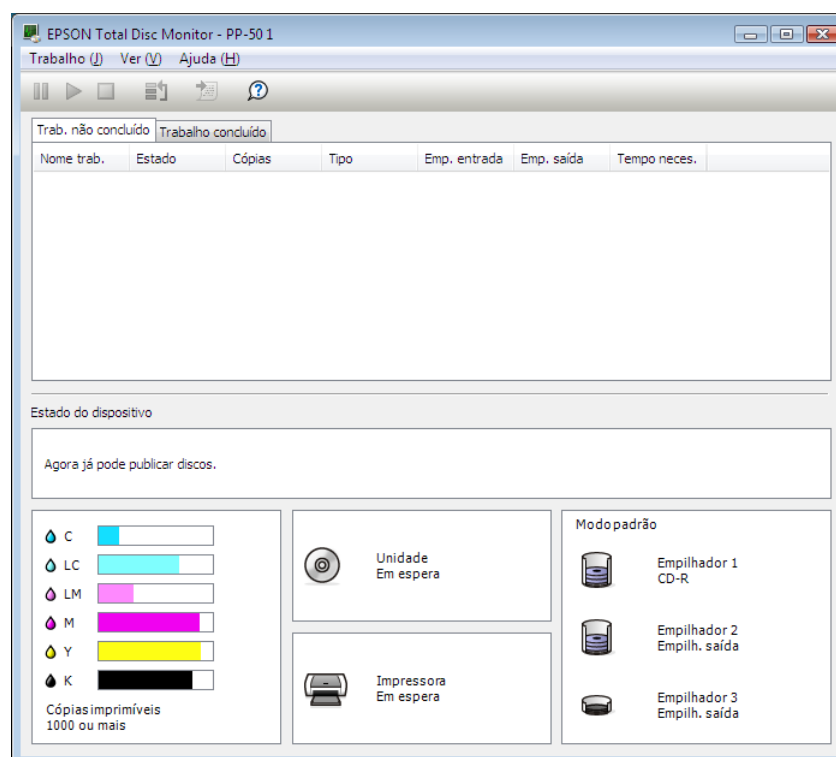 EPSON Total Disc Monitor - PP-50 1
Trabalho (J) Ver (V) Ajuda (H)
Trab. não concluído Trabalho concluído
Nome trab. Estado Cópias Tipo Emp. entrada Emp. saída Tempo neces.
Estado do dispositivo
Agora já pode publicar discos.
C
LC
LM
M
Y
K
Cópias imprimíveis
1000 ou mais
Unidade
Em espera
Impressora
Em espera
Modo padrão
Empilhador 1
CD-R
Empilhador 2
Empilh. saída
Empilhador 3
Empilh. saída